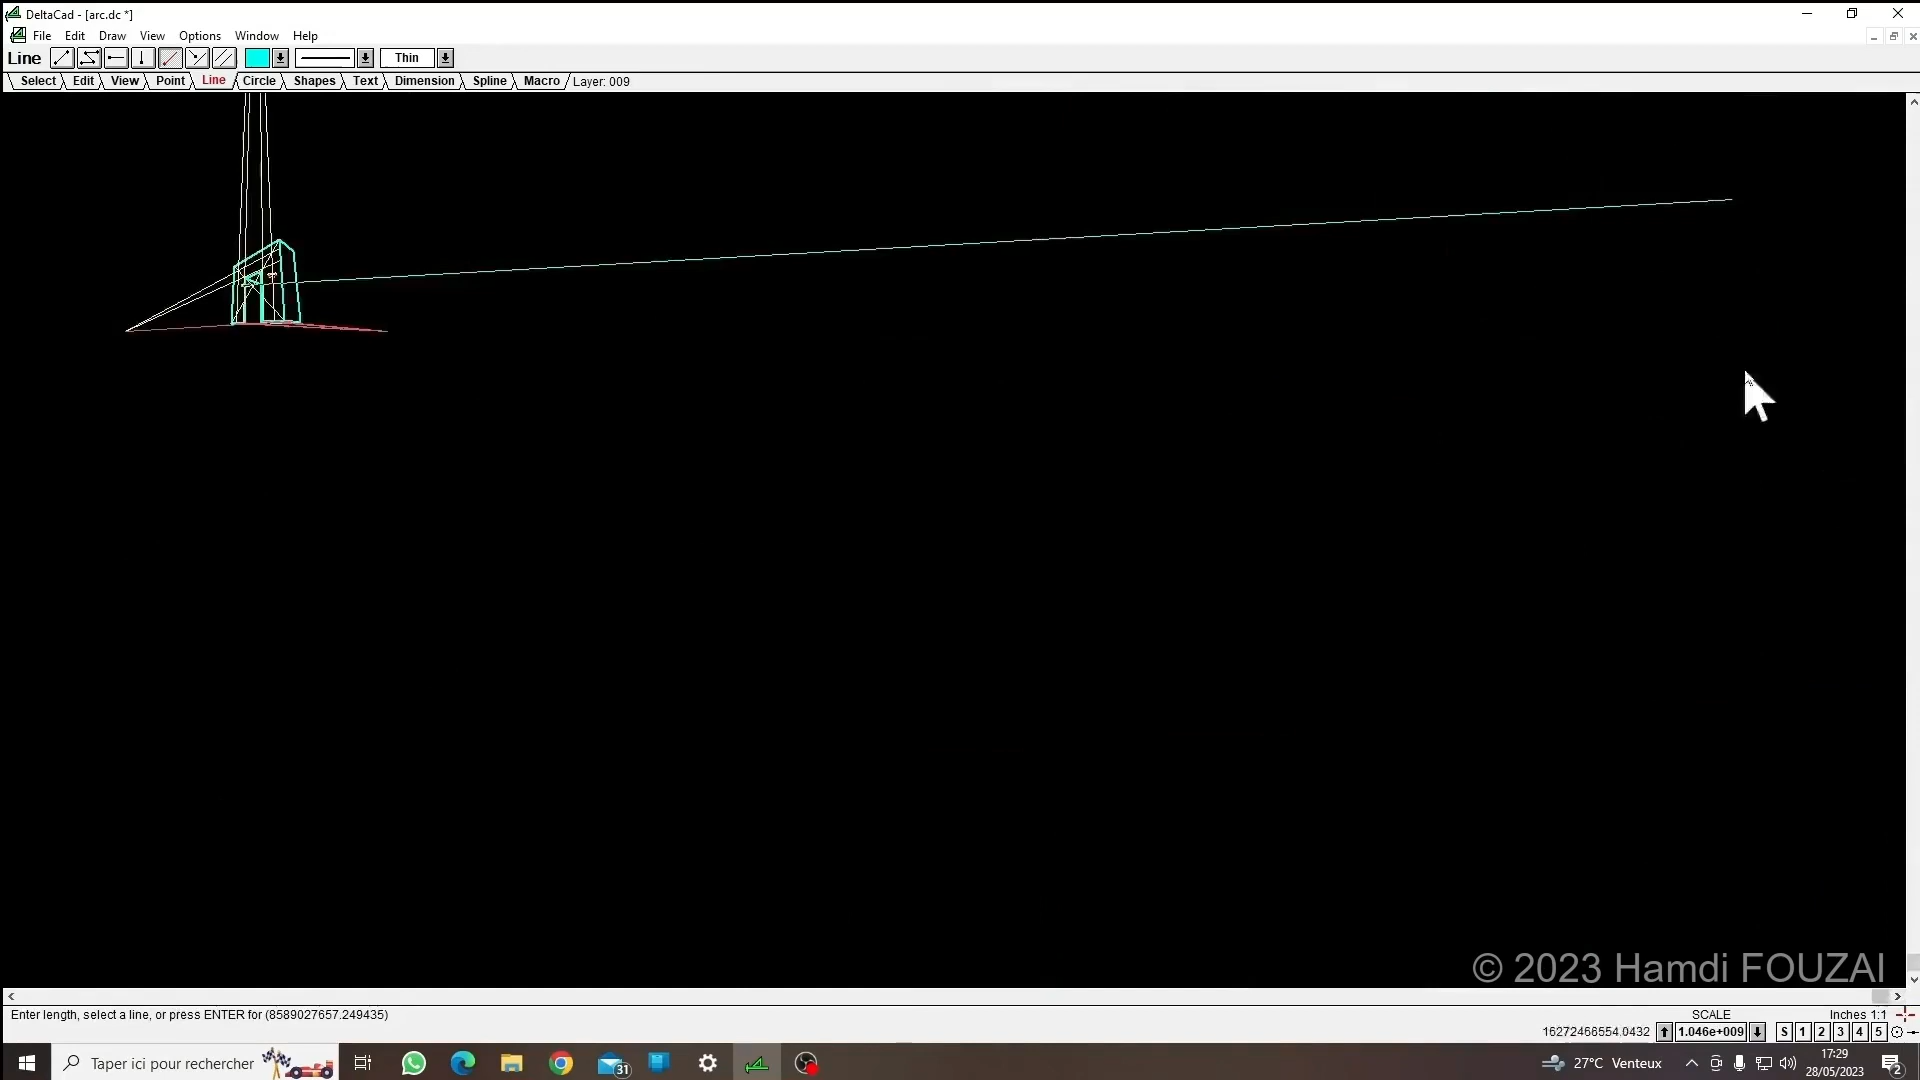 DeltaCad - [arc.dc *]
File Edit Draw View Options Window Help
Line Thin
Select Edit View Point Line Circle Shapes Text Dimension Spline Macro Layer: 009
© 2023 Hamdi FOUZAI
Enter length, select a line, or press ENTER for (8589027657.249435)
SCALE Inches 1:1
16272466554.0432 1.046e+009 S 1 2 3 4 5
Taper ici pour rechercher 31 27°C Venteux 17:29
28/05/2023 2